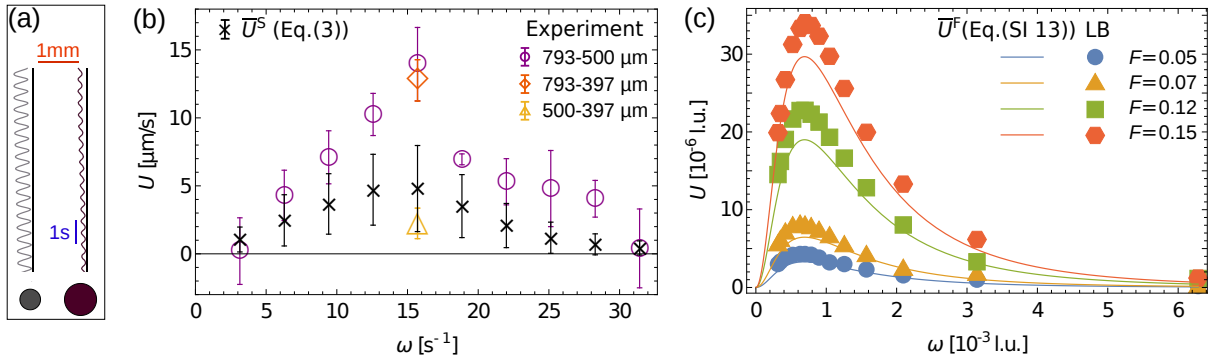 (a)
1mm
1s
(b)
U̅ˢ (Eq.(3))
Experiment
793-500 μm
793-397 μm
500-397 μm
U [μm/s]
15
10
5
0
0 5 10 15 20 25 30
ω [s⁻¹]
(c)
U̅ᶠ(Eq.(SI 13)) LB
F=0.05
F=0.07
F=0.12
F=0.15
U [10⁻⁶ l.u.]
30
20
10
0
0 1 2 3 4 5 6
ω [10⁻³ l.u.]